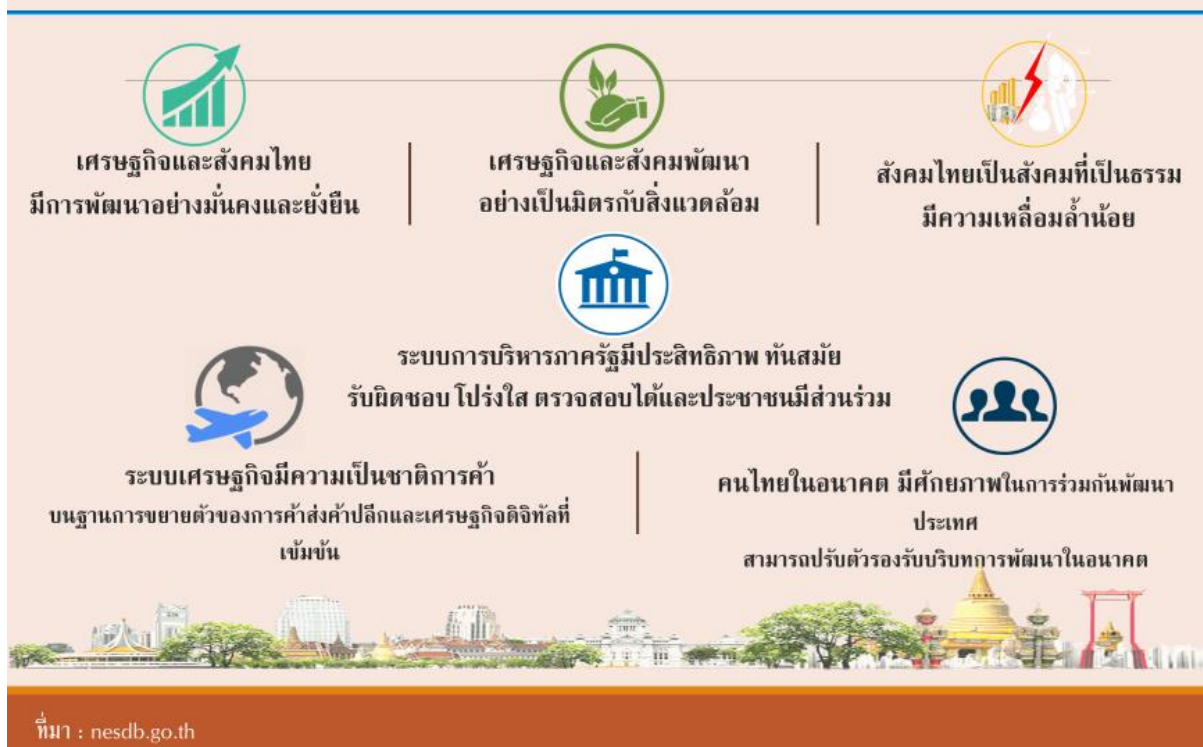 เศรษฐกิจและสังคมไทย
มีการพัฒนาอย่างมั่นคงและยั่งยืน
เศรษฐกิจและสังคมพัฒนา
อย่างเป็นมิตรกับสิ่งแวดล้อม
สังคมไทยเป็นสังคมที่เป็นธรรม
มีความเหลื่อมล้ำน้อย
ระบบการบริหารภาครัฐมีประสิทธิภาพ ทันสมัย
รับผิดชอบ โปร่งใส ตรวจสอบได้และประชาชนมีส่วนร่วม
ระบบเศรษฐกิจมีความเป็นชาติการค้า
บนฐานการขยายตัวของการค้าส่งค้าปลีกและเศรษฐกิจดิจิทัลที่
เข้มข้น
คนไทยในอนาคต มีศักยภาพในการร่วมกันพัฒนา
ประเทศ
สามารถปรับตัวรองรับบริบทการพัฒนาในอนาคต
ที่มา : nesdb.go.th